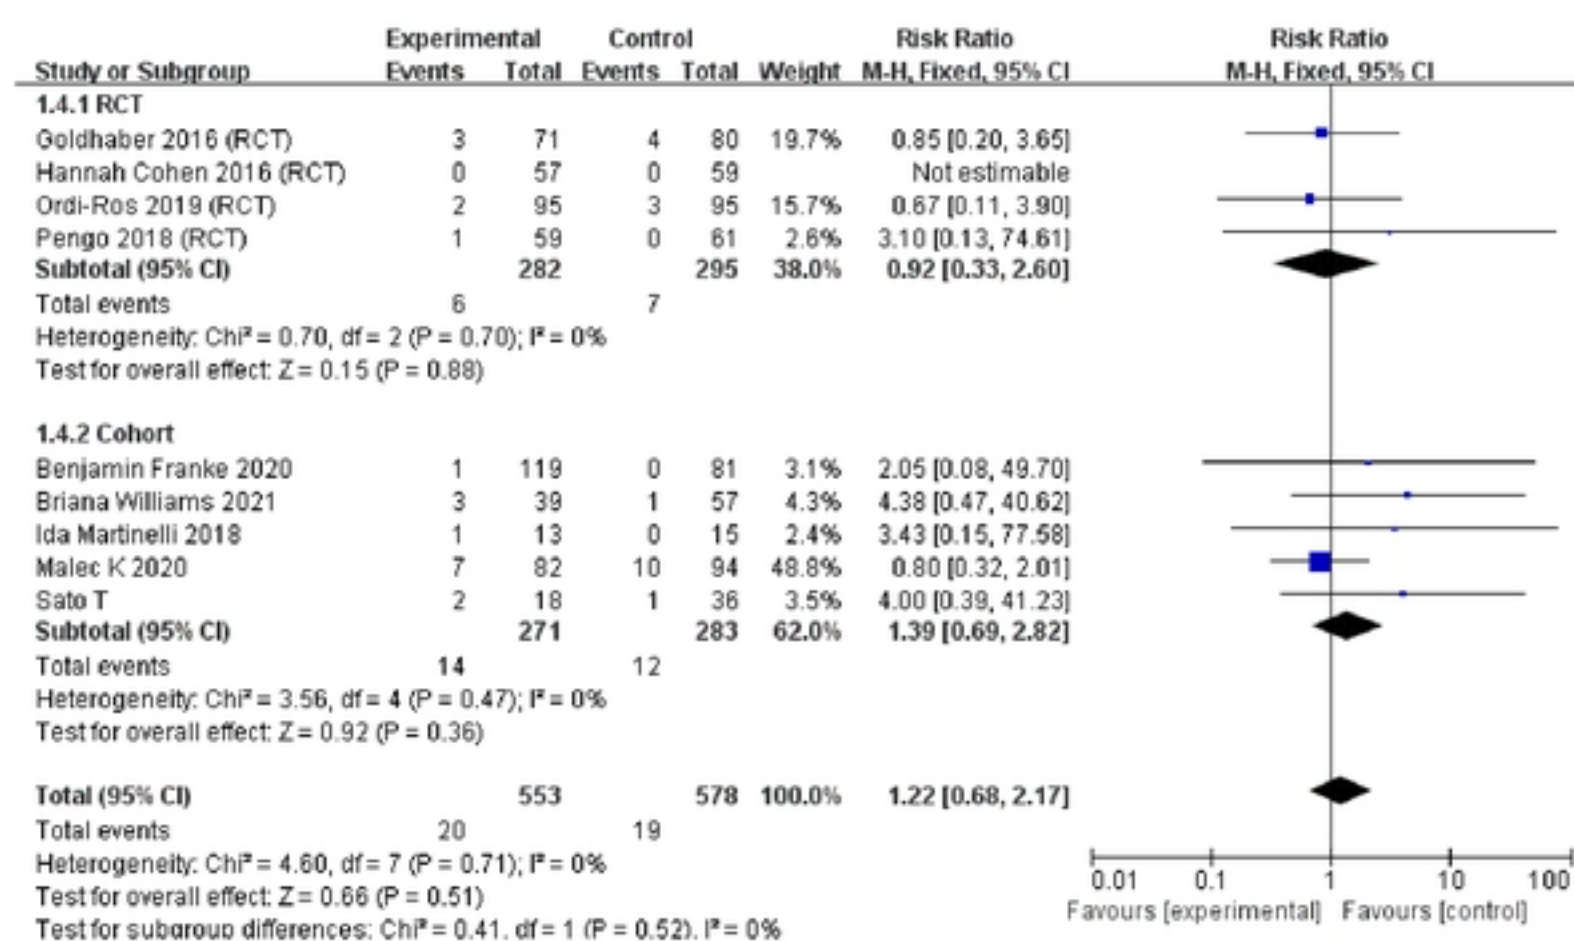 Experimental Control Risk Ratio Risk Ratio
Study or Subgroup Events Total Events Total Weight M-H, Fixed, 95% CI M-H, Fixed, 95% CI
1.4.1 RCT
Goldhaber 2016 (RCT) 3 71 4 80 19.7% 0.85 [0.20, 3.65]
Hannah Cohen 2016 (RCT) 0 57 0 59 Not estimable
Ordi-Ros 2019 (RCT) 2 95 3 95 15.7% 0.67 [0.11, 3.90]
Pengo 2018 (RCT) 1 59 0 61 2.6% 3.10 [0.13, 74.61]
Subtotal (95% CI) 282 295 38.0% 0.92 [0.33, 2.60]
Total events 6 7
Heterogeneity: Chi² = 0.70, df = 2 (P = 0.70); I² = 0%
Test for overall effect: Z = 0.15 (P = 0.88)
1.4.2 Cohort
Benjamin Franke 2020 1 119 0 81 3.1% 2.05 [0.08, 49.70]
Briana Williams 2021 3 39 1 57 4.3% 4.38 [0.47, 40.62]
Ida Martinelli 2018 1 13 0 15 2.4% 3.43 [0.15, 77.58]
Malec K 2020 7 82 10 94 48.8% 0.80 [0.32, 2.01]
Sato T 2 18 1 36 3.5% 4.00 [0.39, 41.23]
Subtotal (95% CI) 271 283 62.0% 1.39 [0.69, 2.82]
Total events 14 12
Heterogeneity: Chi² = 3.56, df = 4 (P = 0.47); I² = 0%
Test for overall effect: Z = 0.92 (P = 0.36)
Total (95% CI) 553 578 100.0% 1.22 [0.68, 2.17]
Total events 20 19
Heterogeneity: Chi² = 4.60, df = 7 (P = 0.71); I² = 0%
Test for overall effect: Z = 0.66 (P = 0.51)
Test for subgroup differences: Chi² = 0.41, df = 1 (P = 0.52), I² = 0%
0.01 0.1 1 10 100
Favours [experimental] Favours [control]